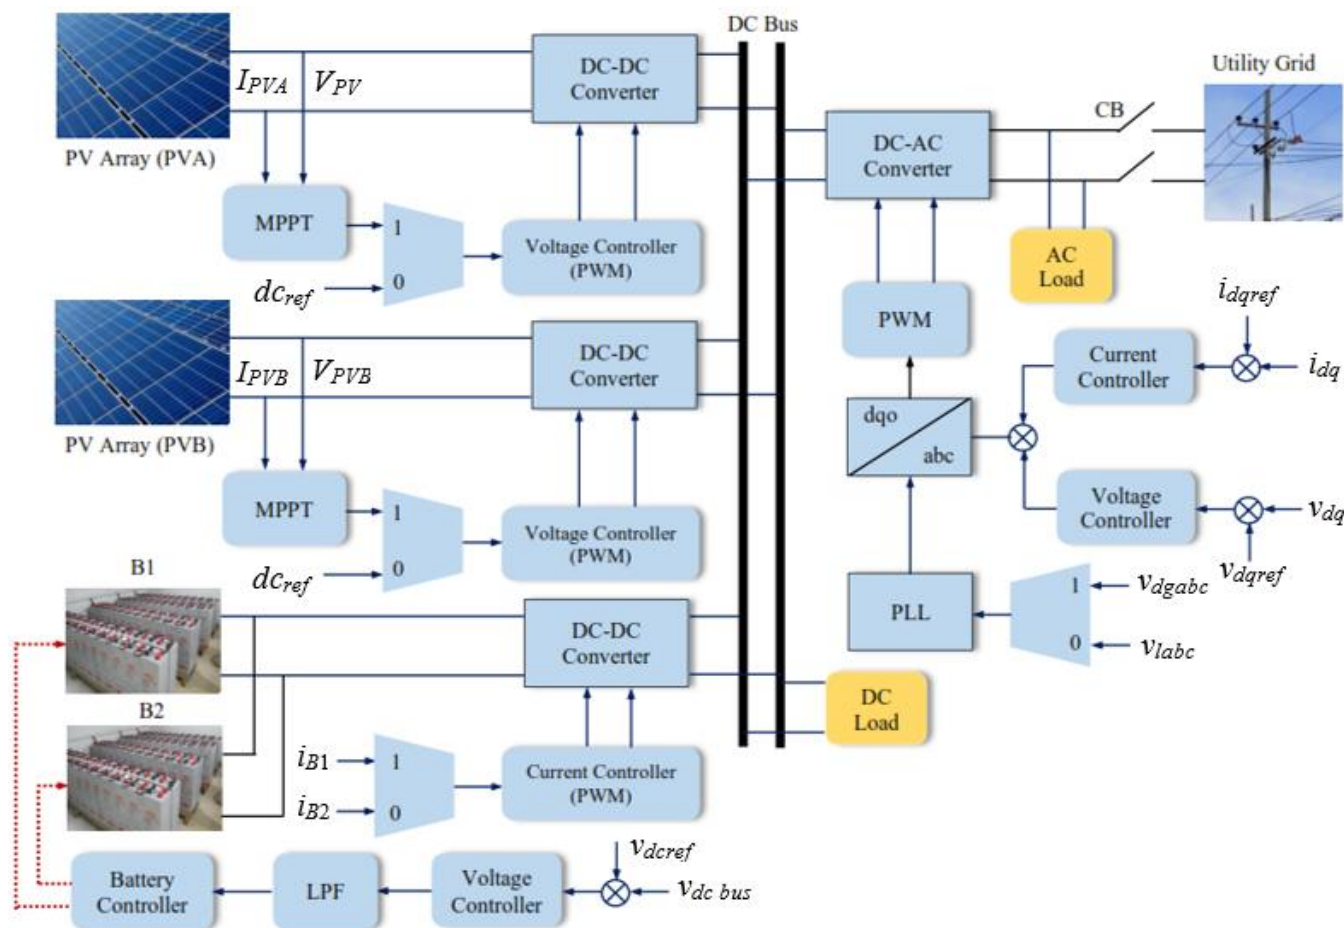 DC Bus
I_PVA
V_PV
DC-DC
Converter
PV Array (PVA)
MPPT
1
0
dc_ref
Voltage Controller
(PWM)
Utility Grid
CB
DC-AC
Converter
AC
Load
I_PVB
V_PVB
DC-DC
Converter
PV Array (PVB)
MPPT
1
0
dc_ref
Voltage Controller
(PWM)
PWM
i_dqref
Current
Controller
i_dq
dqo
abc
Voltage
Controller
v_dq
v_dqref
PLL
1
0
v_dgabc
v_labc
B1
DC-DC
Converter
B2
i_B1
i_B2
1
0
Current Controller
(PWM)
DC
Load
v_dcref
v_dc bus
Battery
Controller
LPF
Voltage
Controller